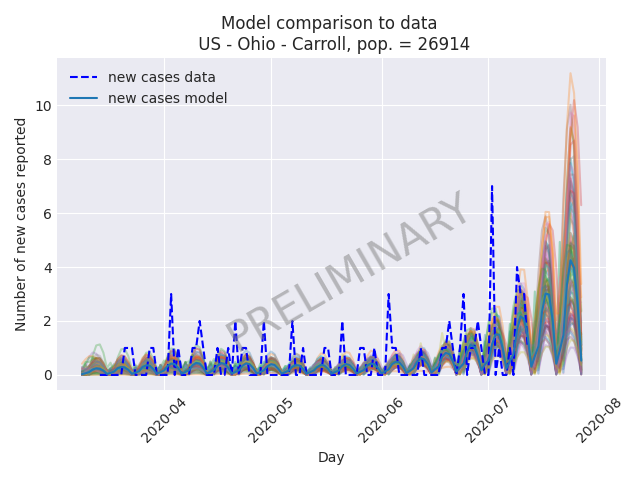 Model comparison to data
US - Ohio - Carroll, pop. = 26914
new cases data
new cases model
Number of new cases reported
10
8
6
4
2
0
PRELIMINARY
2020-04
2020-05
2020-06
2020-07
2020-08
Day